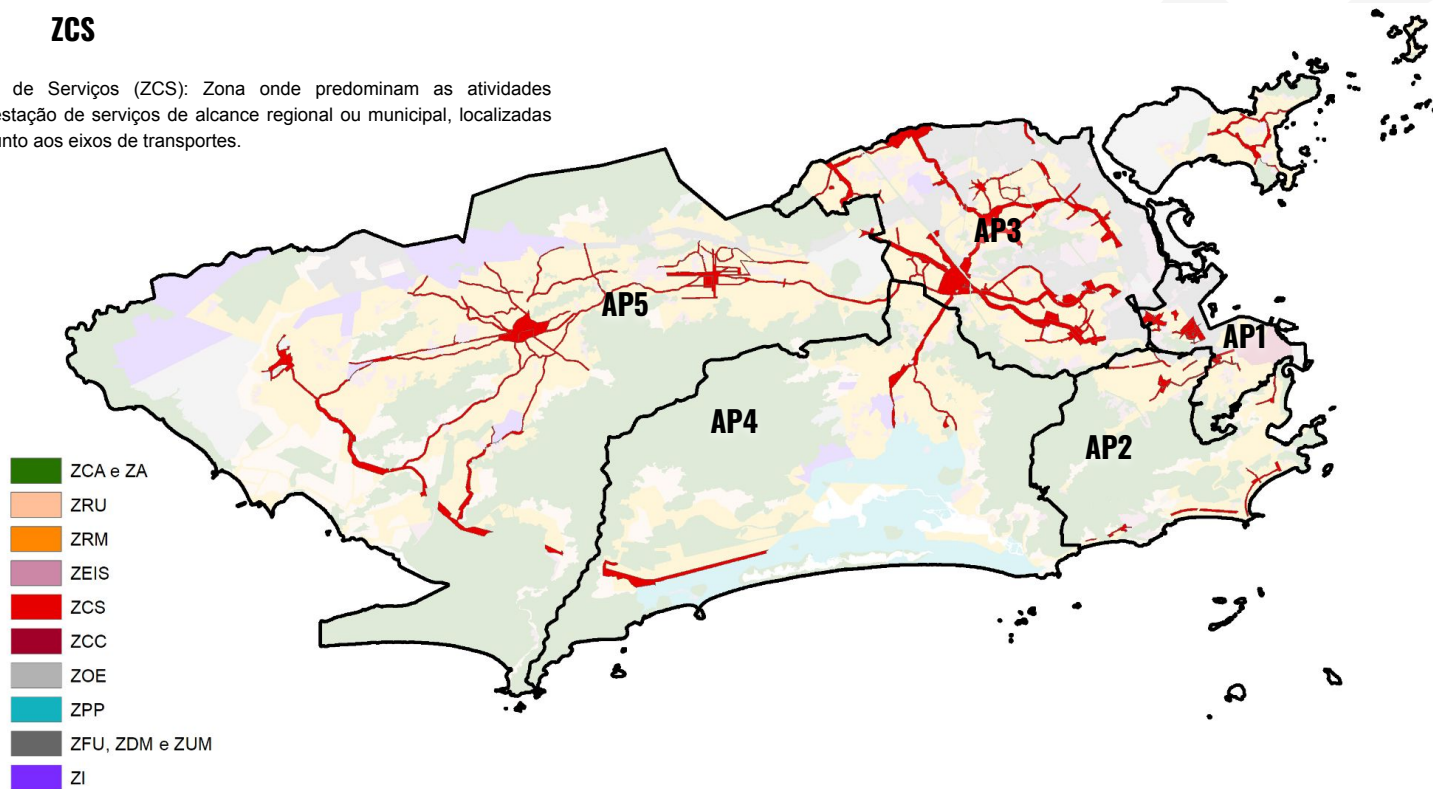 ZCS
de Serviços (ZCS): Zona onde predominam as atividades
estação de serviços de alcance regional ou municipal, localizadas
unto aos eixos de transportes.
AP3
AP5
AP1
AP4
AP2
ZCA e ZA
ZRU
ZRM
ZEIS
ZCS
ZCC
ZOE
ZPP
ZFU, ZDM e ZUM
ZI